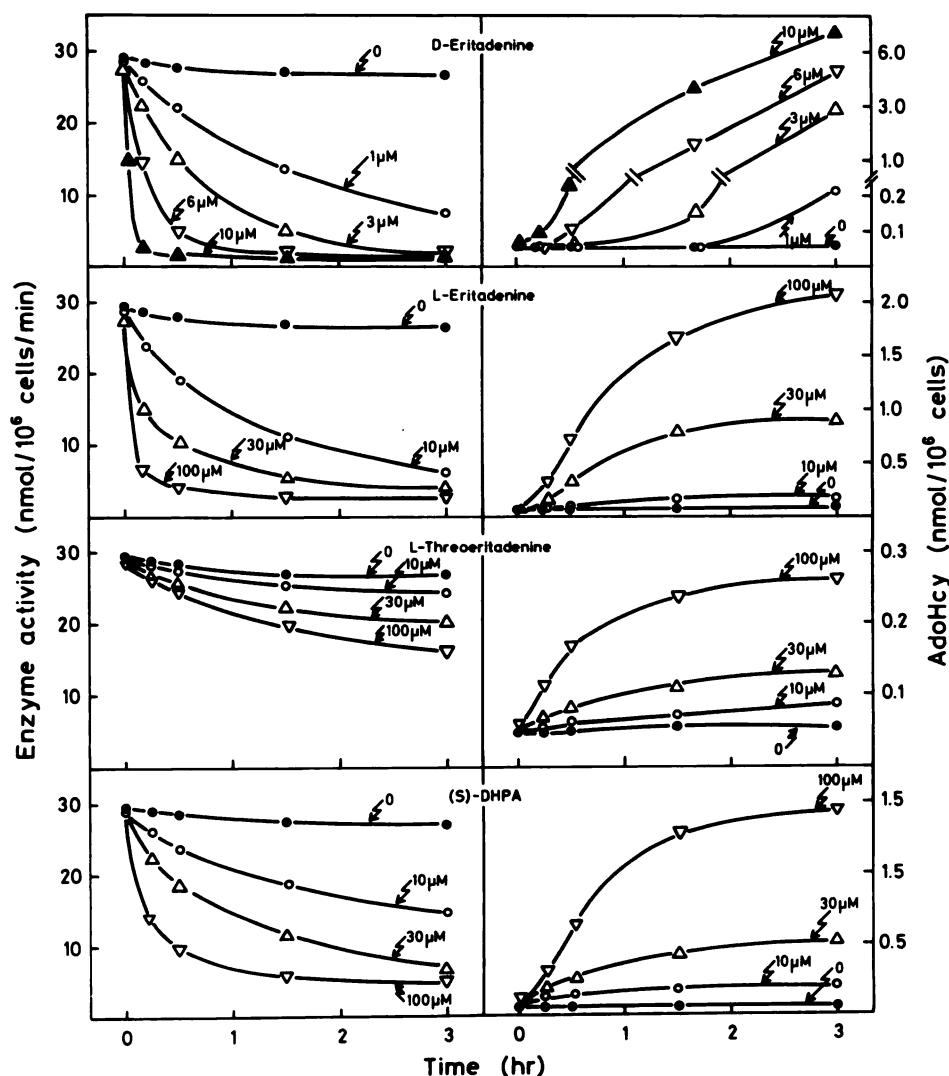 D-Eritadenine
30
20
10
0
1μM
3μM
6μM
10μM
10μM
6μM
3μM
1μM
0
6.0
3.0
1.0
0.2
0.1
L-Eritadenine
30
20
10
0
10μM
30μM
100μM
100μM
30μM
10μM
0
2.0
1.5
1.0
0.5
L-Threoeritadenine
30
20
10
0
10μM
30μM
100μM
100μM
30μM
10μM
0
0.3
0.2
0.1
(S)-DHPA
30
20
10
0
10μM
30μM
100μM
100μM
30μM
10μM
0
1.5
1.5
0.5
0 1 2 3
0 1 2 3
Time (hr)
Enzyme activity (nmol/10⁶ cells/min)
AdoHcy (nmol/10⁶ cells)